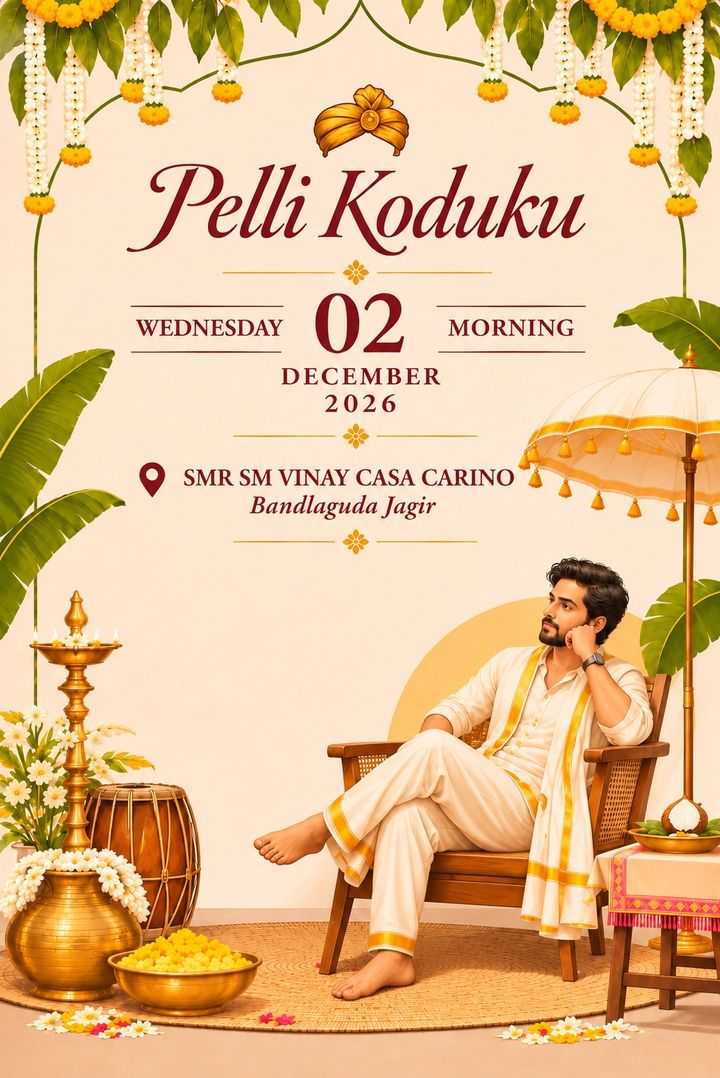 Pelli Koduku
WEDNESDAY 02 MORNING
DECEMBER
2026
SMR SM VINAY CASA CARINO
Bandlaguda Jagir